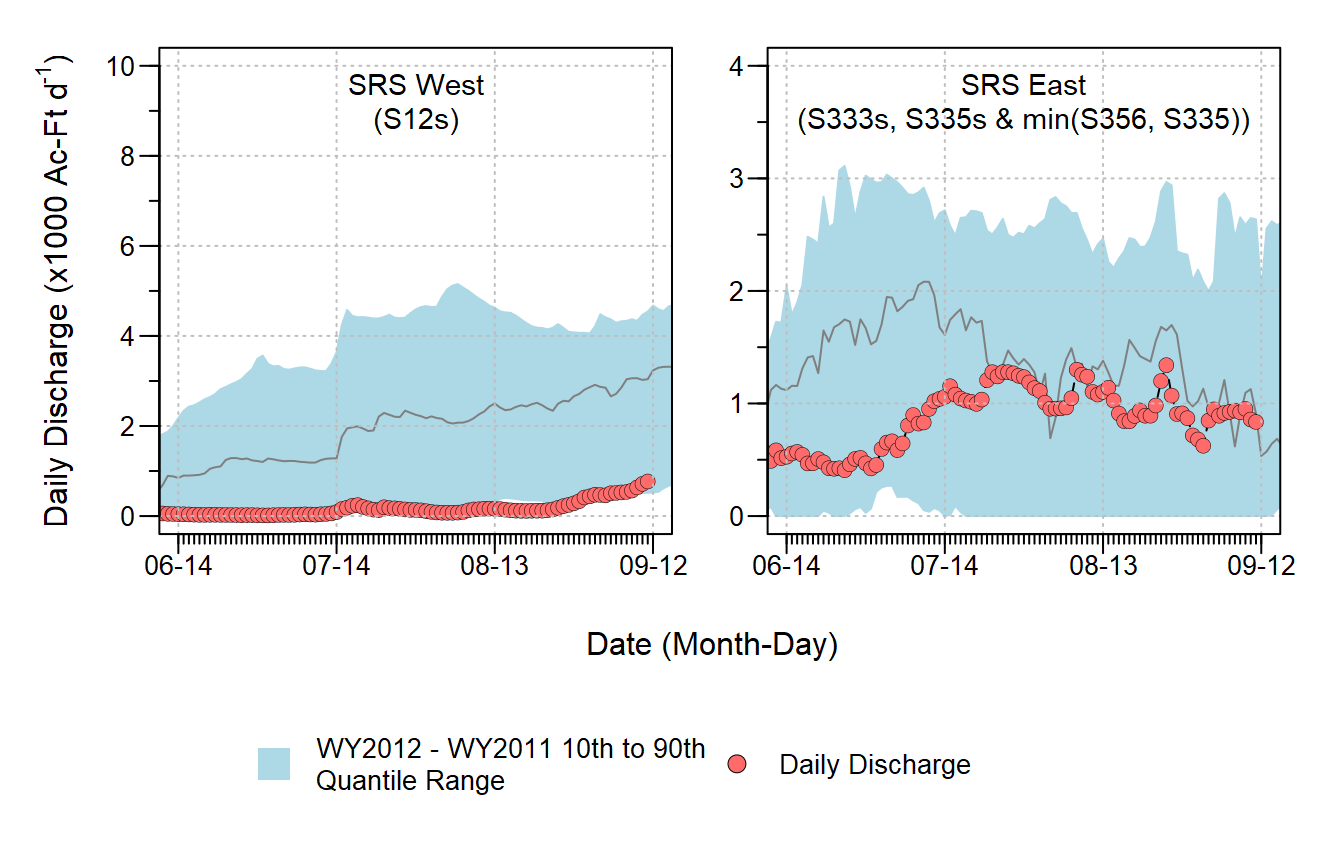 Daily Discharge (x1000 Ac-Ft d⁻¹)
10
8
6
4
2
0
SRS West
(S12s)
06-14
07-14
08-13
09-12
4
3
2
1
0
SRS East
(S333s, S335s & min(S356, S335))
06-14
07-14
08-13
09-12
Date (Month-Day)
WY2012 - WY2011 10th to 90th
Quantile Range
Daily Discharge